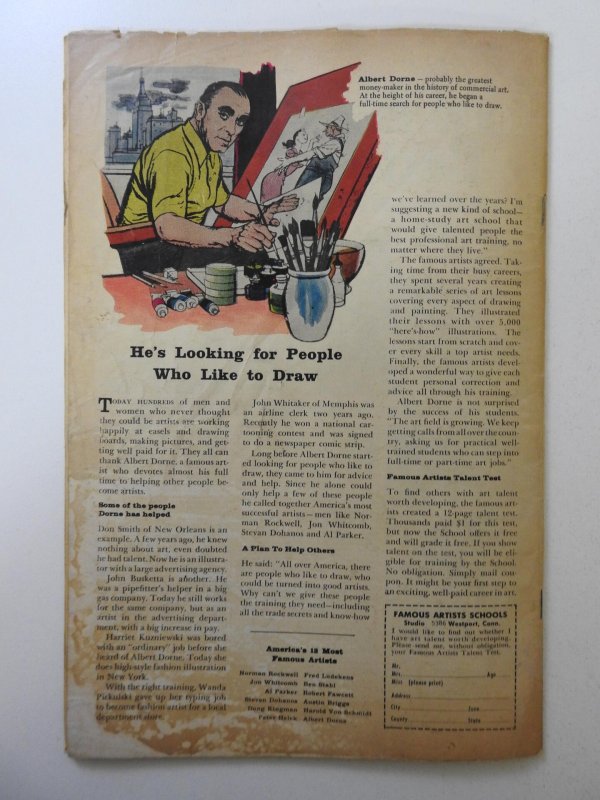 Albert Dorne — probably the greatest
money-maker in the history of commercial art.
At the height of his career, he began a
full-time search for people who like to draw.
He's Looking for People
Who Like to Draw
TODAY HUNDREDS of men and
women who never thought
they could be artists are working
happily at easels and drawing
boards, making pictures, and get-
ting well paid for it. They all can
thank Albert Dorne, a famous art-
ist who devotes almost his full
time to helping other people be-
come artists.
Some of the people
Dorne has helped
Don Smith of New Orleans is an
example. A few years ago, he knew
nothing about art, even doubted
he had talent. Now he is an illustra-
tor with a large advertising agency.
John Busketta is another. He
was a pipefitter's helper in a big
gas company. Today he still works
for the same company, but as an
artist in the advertising depart-
ment, with a big increase in pay.
Harriet Kuzniewski was bored
with an "ordinary" job before she
heard of Albert Dorne. Today she
does high-style fashion illustration
in New York.
With the right training, Wanda
Pickulski gave up her typing job
to become fashion artist for a local
department store.
John Whitaker of Memphis was
an airline clerk two years ago.
Recently he won a national car-
tooning contest and was signed
to do a newspaper comic strip.
Long before Albert Dorne start-
ed looking for people who like to
draw, they came to him for advice
and help. Since he alone could
only help a few of these people
he called together America's most
successful artists—men like Nor-
man Rockwell, Jon Whitcomb,
Stevan Dohanos and Al Parker.
A Plan To Help Others
He said: "All over America, there
are people who like to draw, who
could be turned into good artists.
Why can't we give these people
the training they need—including
all the trade secrets and know-how
America's 12 Most
Famous Artists
Norman Rockwell Fred Ludekens
Jon Whitcomb Ben Stahl
Al Parker Robert Fawcett
Stevan Dohanos Austin Briggs
Dong Kingman Harold Von Schmidt
Peter Helck Albert Dorne
we've learned over the years? I'm
suggesting a new kind of school—
a home-study art school that
would give talented people the
best professional art training, no
matter where they live."
The famous artists agreed. Tak-
ing time from their busy careers,
they spent several years creating
a remarkable series of art lessons
covering every aspect of drawing
and painting. They illustrated
their lessons with over 5,000
"here's-how" illustrations. The
lessons start from scratch and cov-
er every skill a top artist needs.
Finally, the famous artists devel-
oped a wonderful way to give each
student personal correction and
advice all through his training.
Albert Dorne is not surprised
by the success of his students.
"The art field is growing. We keep
getting calls from all over the coun-
try, asking us for practical well-
trained students who can step into
full-time or part-time art jobs."
Famous Artists Talent Test
To find others with art talent
worth developing, the famous art-
ists created a 12-page talent test.
Thousands paid $1 for this test,
but now the School offers it free
and will grade it free. If you show
talent on the test, you will be eli-
gible for training by the School.
No obligation. Simply mail cou-
pon. It might be your first step to
an exciting, well-paid career in art.
FAMOUS ARTISTS SCHOOLS
Studio 5386 Westport, Conn.
I would like to find out whether I
have art talent worth developing.
Please send me, without obligation,
your Famous Artists Talent Test.
Mr.
Mrs. Age
Miss (please print)
Address
City Zone
County State